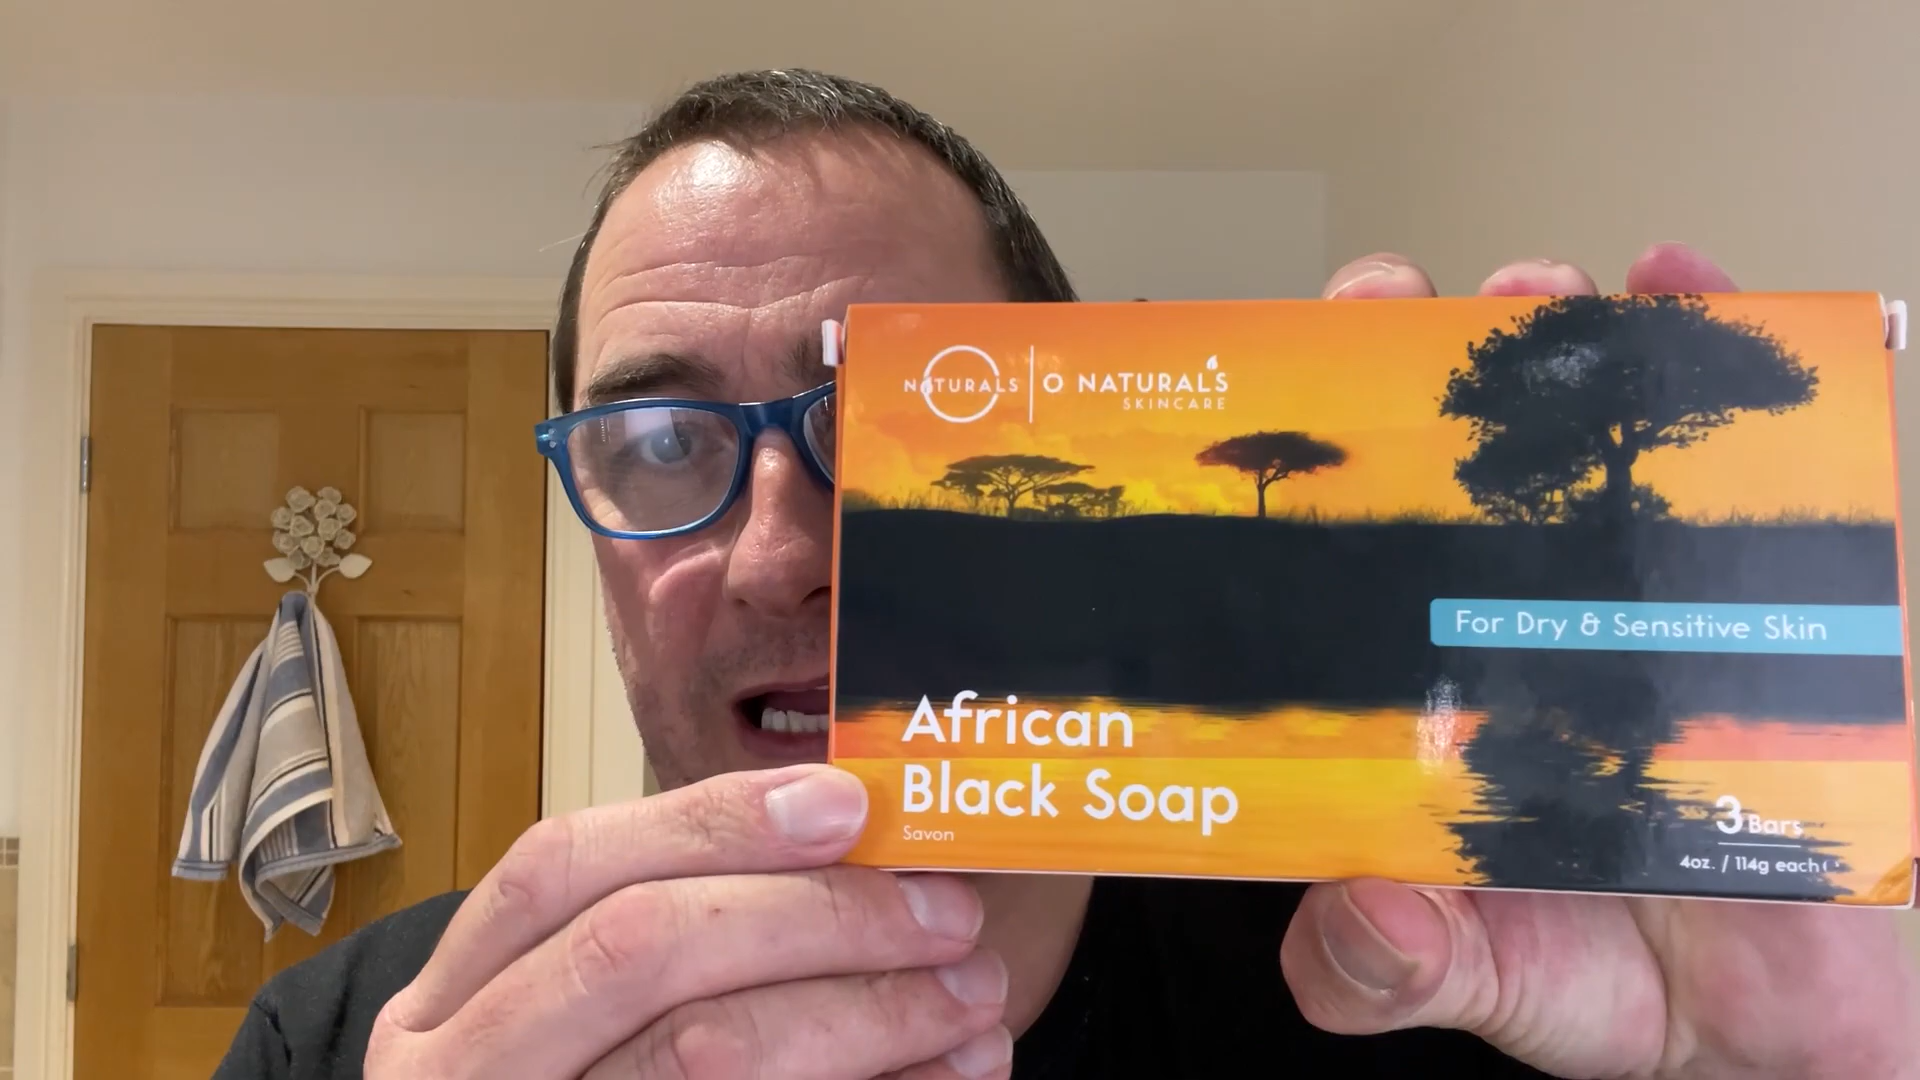 NATURALS
O NATURALS
SKINCARE
For Dry & Sensitive Skin
African
Black Soap
Savon
3 Bars
4oz. / 114g each